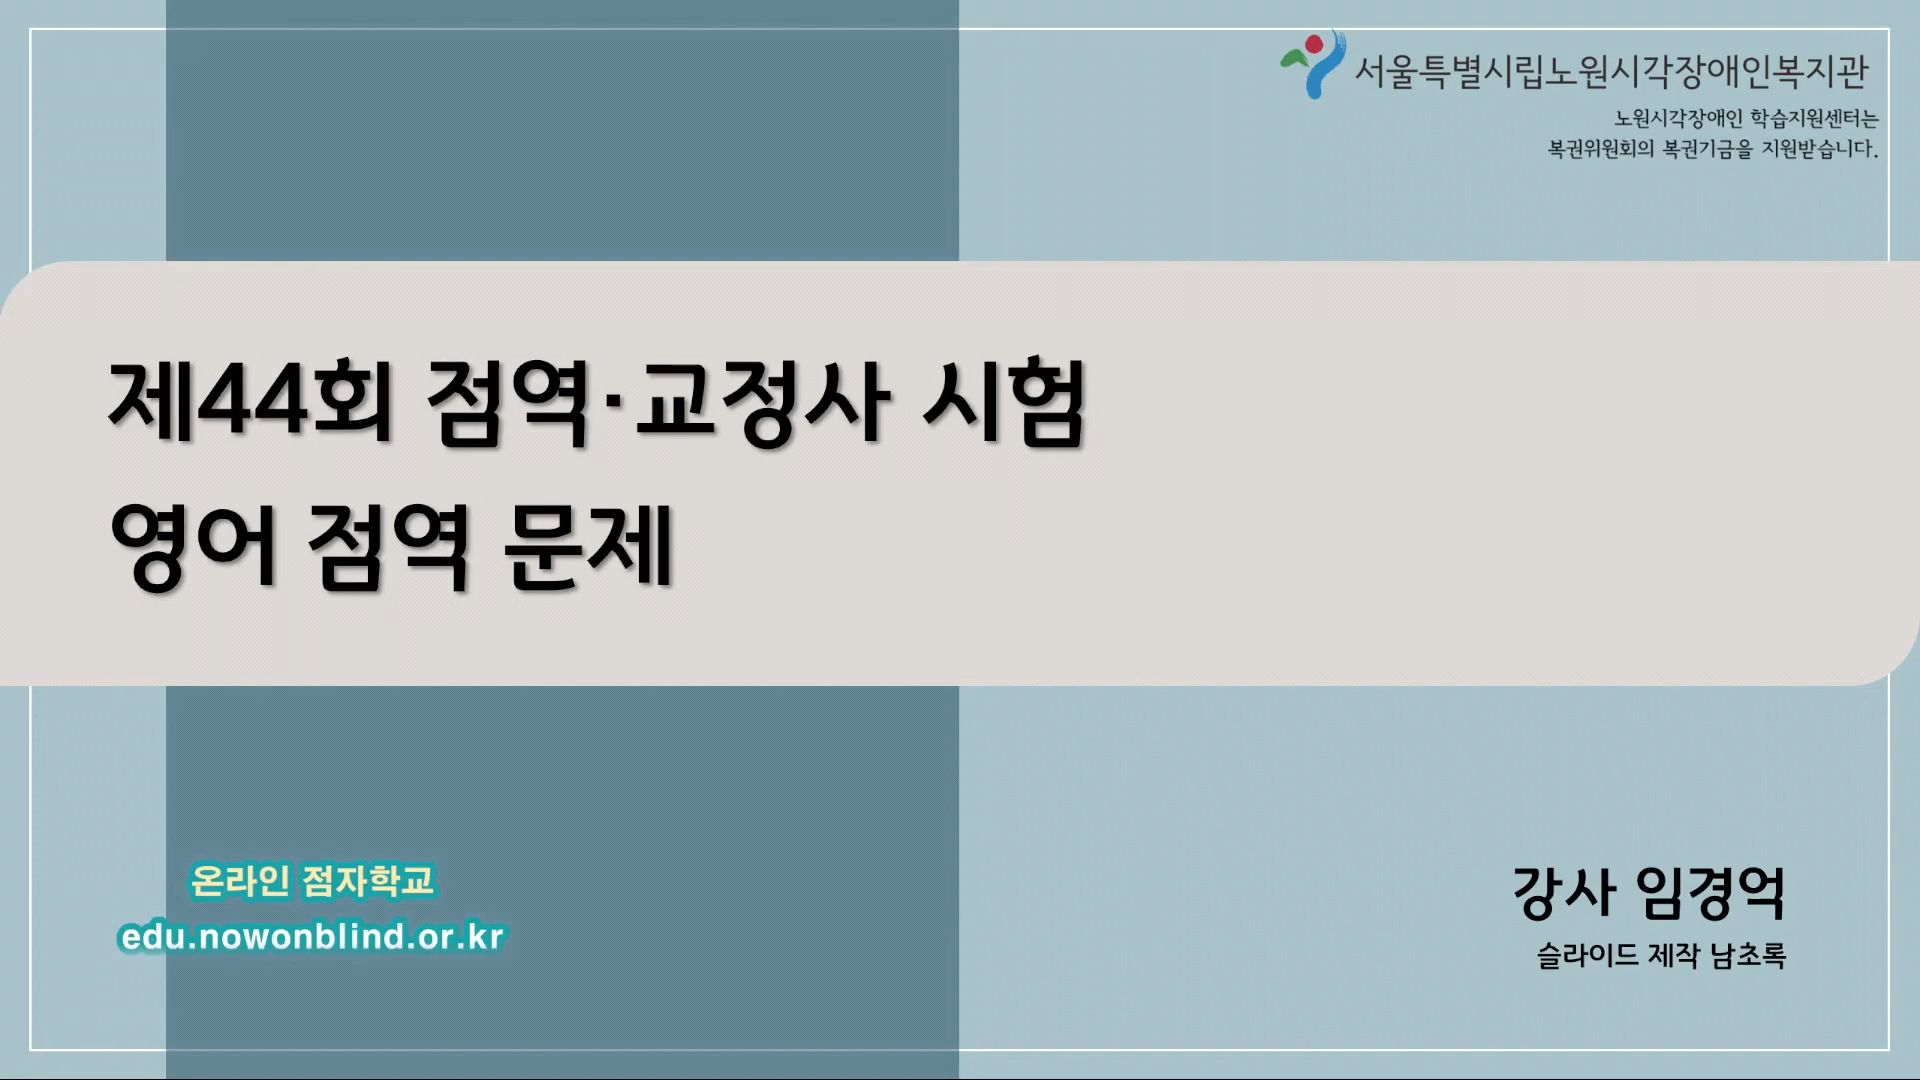 서울특별시립노원시각장애인복지관
노원시각장애인 학습지원센터는
복권위원회의 복권기금을 지원받습니다.
제44회 점역·교정사 시험
영어 점역 문제
온라인 점자학교
edu.nowonblind.or.kr
강사 임경억
슬라이드 제작 남초록